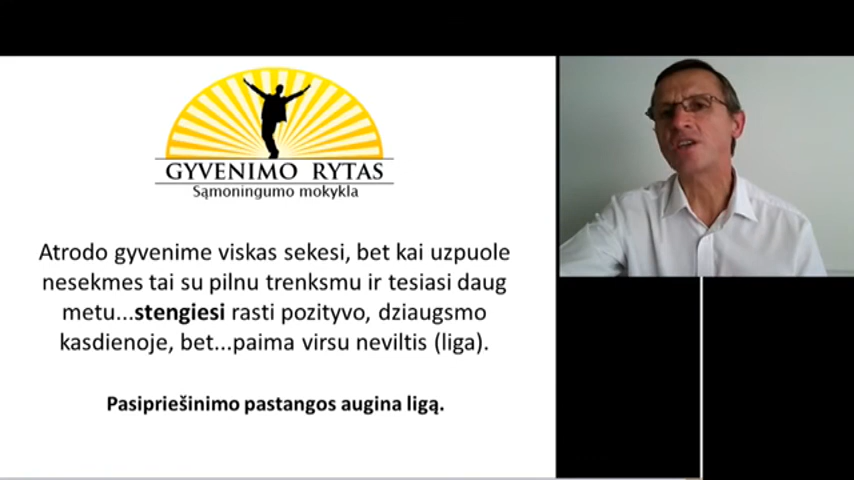 GYVENIMO RYTAS
Sąmoningumo mokykla
Atrodo gyvenime viskas sekesi, bet kai uzpuole
nesekmes tai su pilnu trenksmu ir tesiasi daug
metu...stengiesi rasti pozityvo, dziaugsmo
kasdienoje, bet...paima virsu neviltis (liga).
Pasipriešinimo pastangos augina ligą.